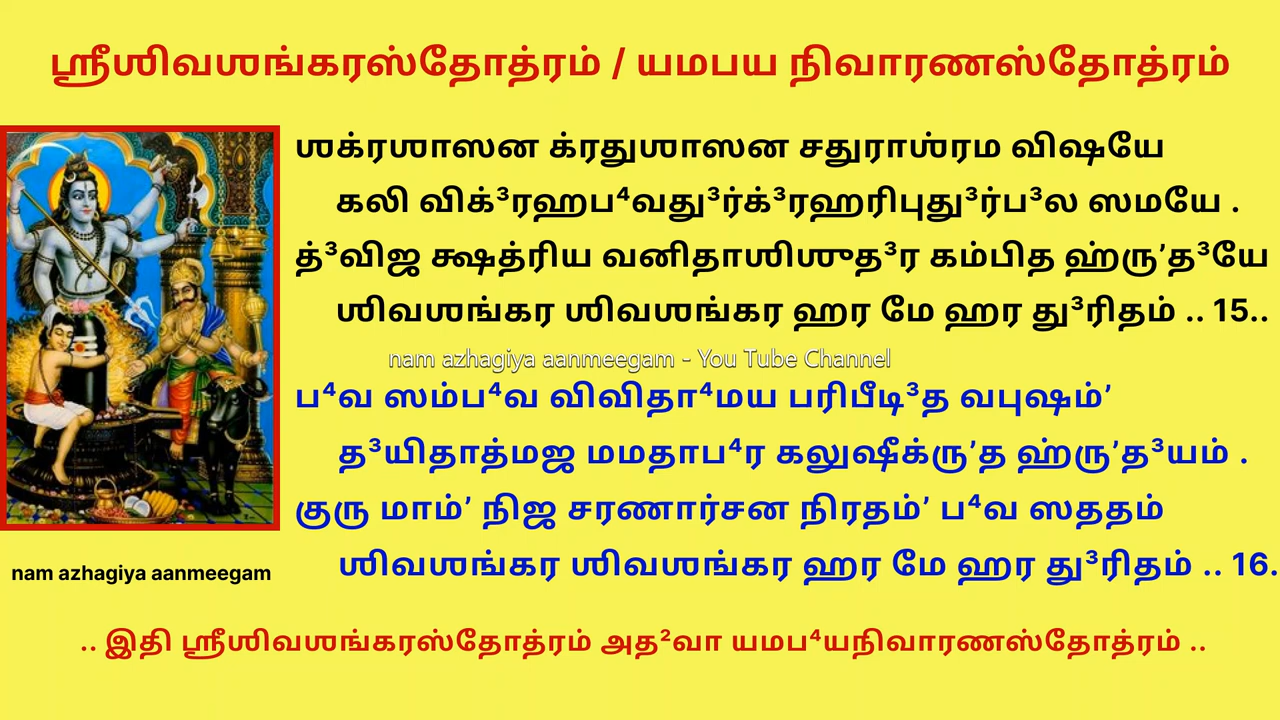 ஸ்ரீஶிவஶங்கரஸ்தோத்ரம் / யமபய நிவாரணஸ்தோத்ரம்
ஶக்ரஶாஸன க்ரதுஶாஸன சதுராஶ்ரம விஷயே
கலி விக்³ரஹப⁴வது³ர்க்³ரஹரிபுது³ர்ப³ல ஸமயே .
த்³விஜ க்ஷத்ரிய வனிதாஶிஶுத³ர கம்பித ஹ்ரு’த³யே
ஶிவஶங்கர ஶிவஶங்கர ஹர மே ஹர து³ரிதம் .. 15..
nam azhagiya aanmeegam - You Tube Channel
ப⁴வ ஸம்ப⁴வ விவிதா⁴மய பரிபீடி³த வபுஷம்’
த³யிதாத்மஜ மமதாப⁴ர கலுஷீக்ரு’த ஹ்ரு’த³யம் .
குரு மாம்’ நிஜ சரணார்சன நிரதம்’ ப⁴வ ஸததம்
ஶிவஶங்கர ஶிவஶங்கர ஹர மே ஹர து³ரிதம் .. 16.
nam azhagiya aanmeegam
.. இதி ஸ்ரீஶிவஶங்கரஸ்தோத்ரம் அத²வா யமப⁴யநிவாரணஸ்தோத்ரம் ..